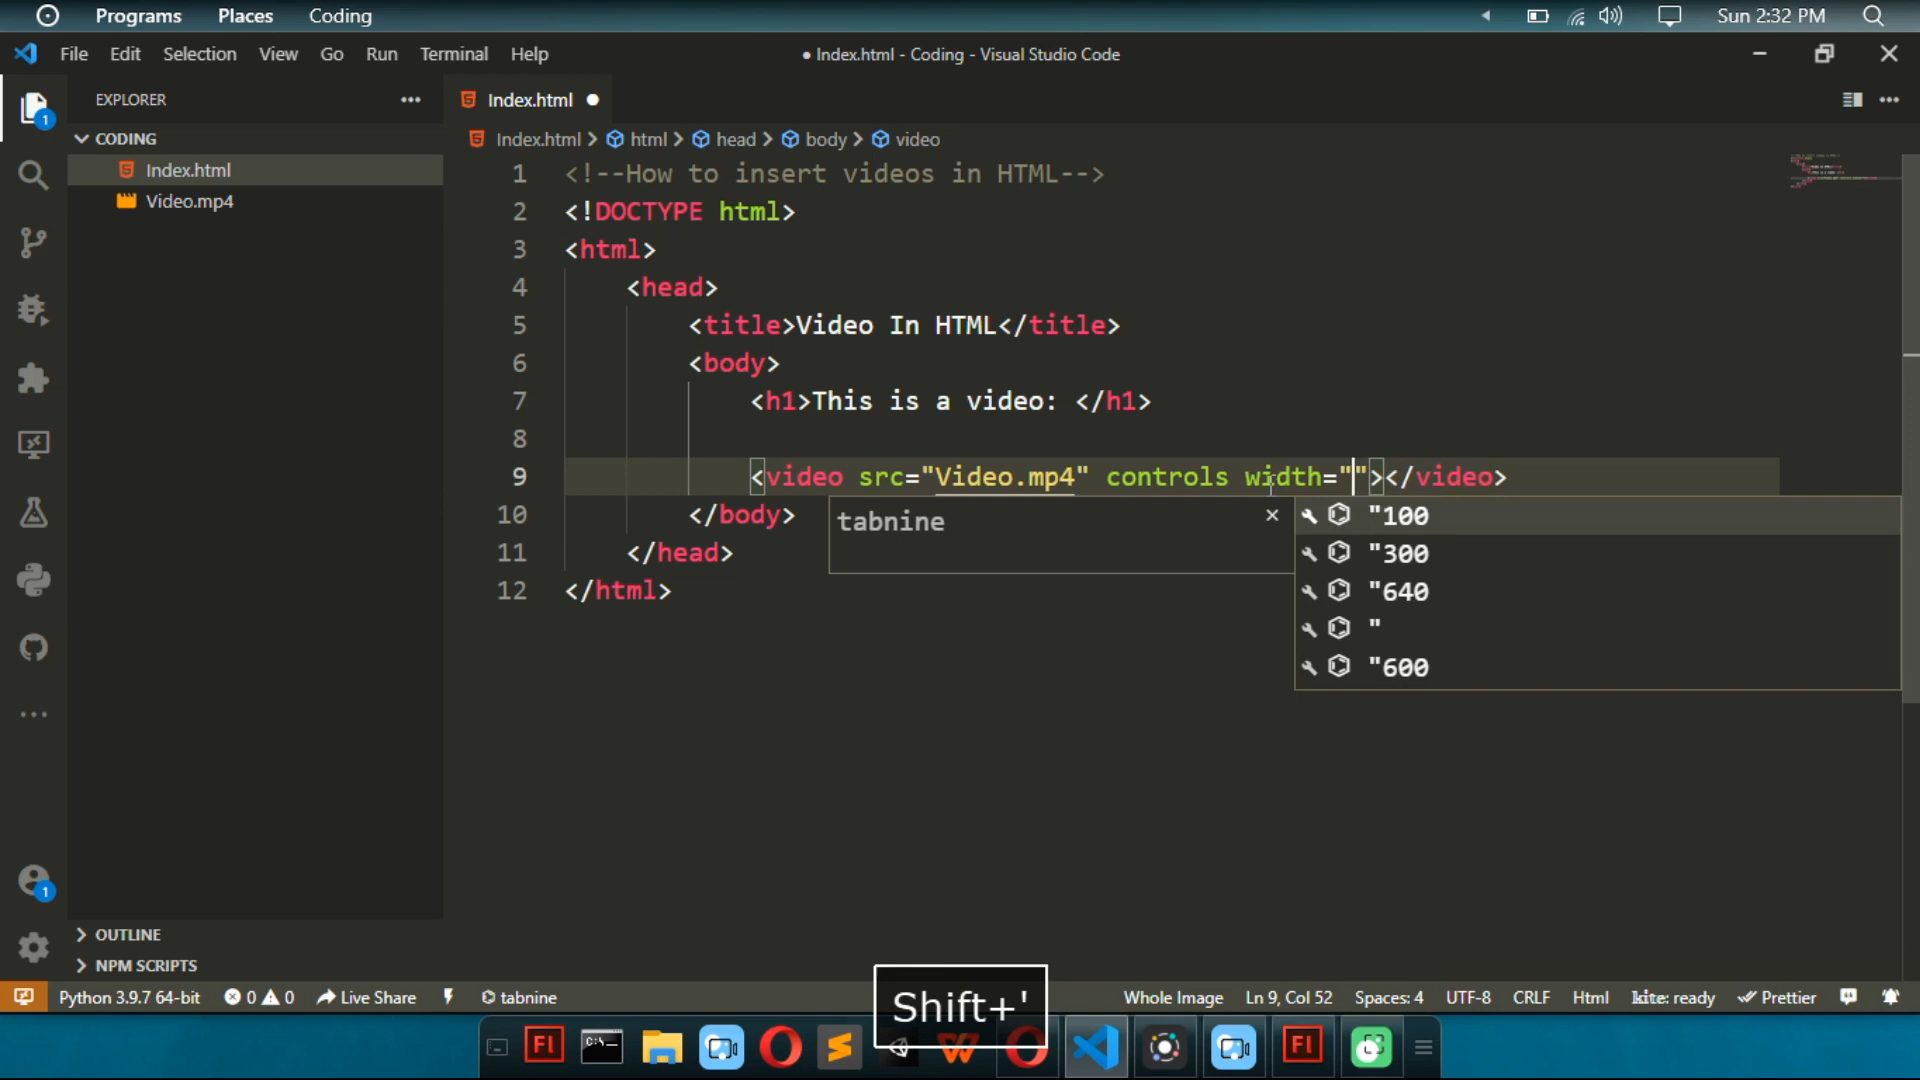 Programs Places Coding Sun 2:32 PM
File Edit Selection View Go Run Terminal Help ● Index.html - Coding - Visual Studio Code
EXPLORER
Index.html
CODING
Index.html
Video.mp4
Index.html > html > head > body > video
1 <!--How to insert videos in HTML-->
2 <!DOCTYPE html>
3 <html>
4 <head>
5 <title>Video In HTML</title>
6 <body>
7 <h1>This is a video: </h1>
8
9 <video src="Video.mp4" controls width=""></video>
10 </body>
11 </head>
12 </html>
tabnine
"100
"300
"640
"
"600
1
1
OUTLINE
NPM SCRIPTS
Shift+'
Python 3.9.7 64-bit 0 0 Live Share tabnine Whole Image Ln 9, Col 52 Spaces: 4 UTF-8 CRLF Html kite: ready Prettier
Fl C:\ Fl